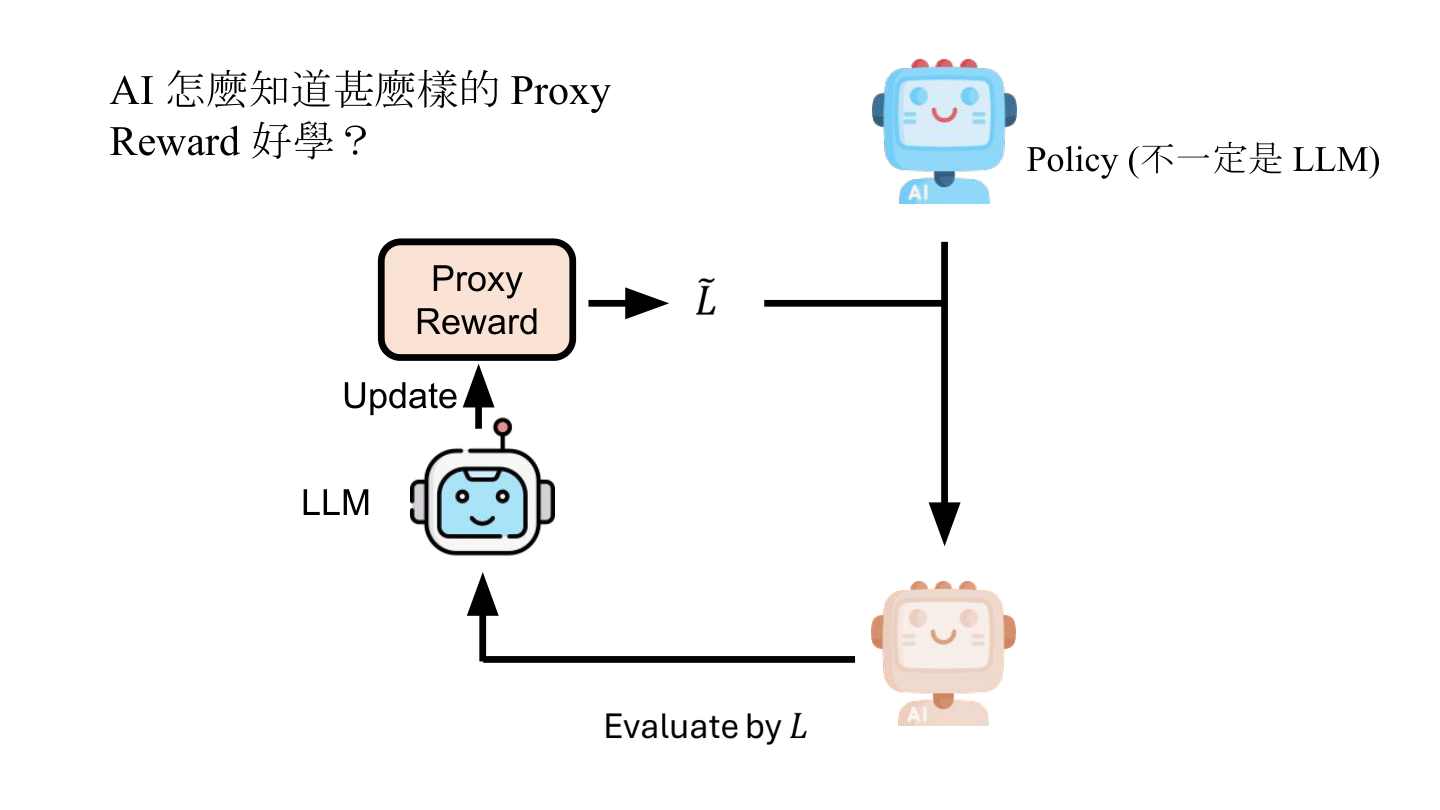 AI 怎麼知道甚麼樣的 Proxy
Reward 好學？
AI
Policy (不一定是 LLM)
Proxy
Reward
L̃
Update
LLM
AI
Evaluate by L